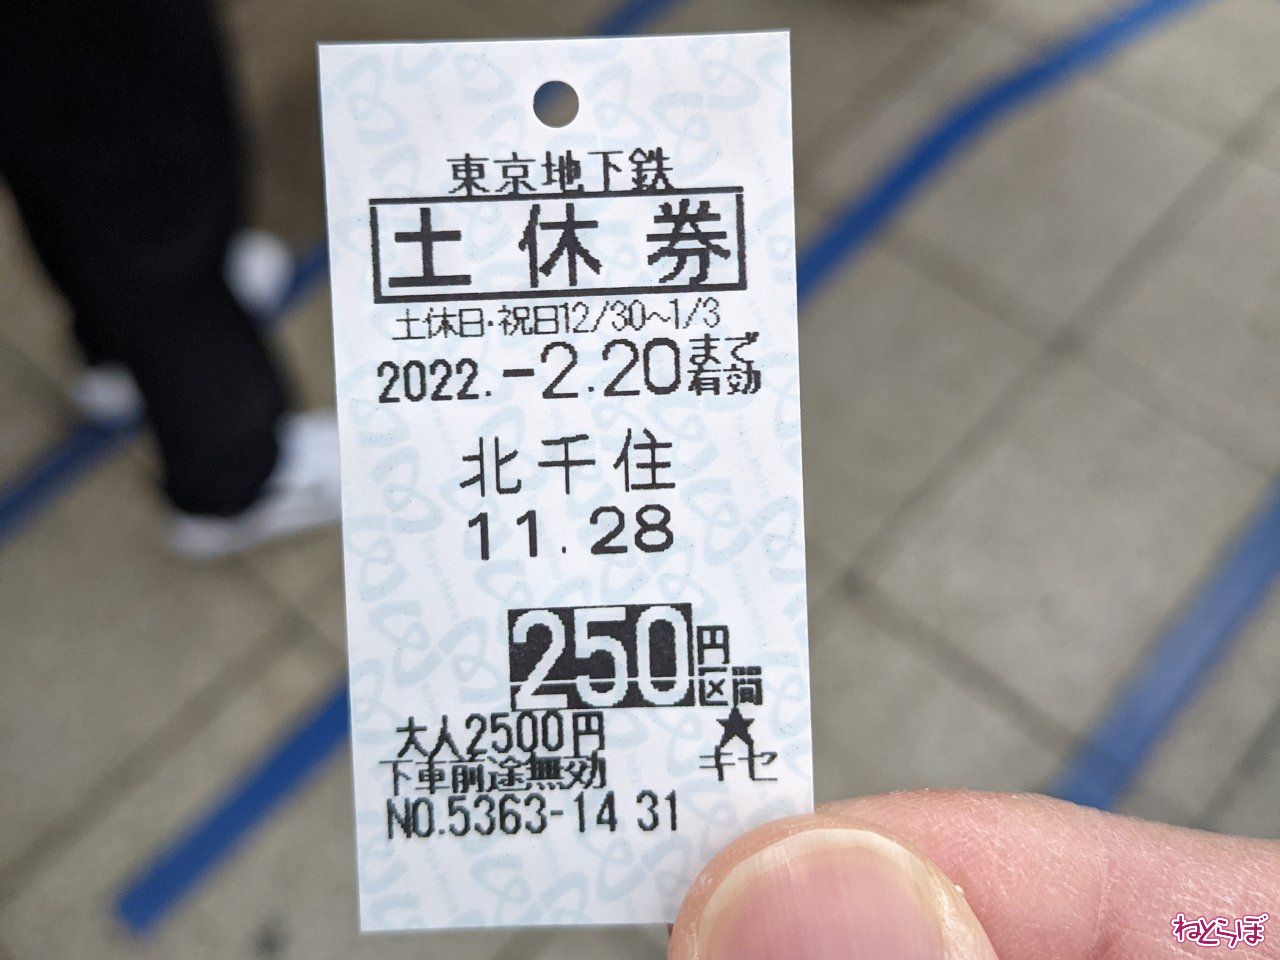 東京地下鉄
土休券
土休日・祝日12/30~1/3
2022.-2.20まで有効
北千住
11.28
250円区間
大人2500円 ★
下車前途無効 キセ
NO.5363-14 31
ねとらぼ